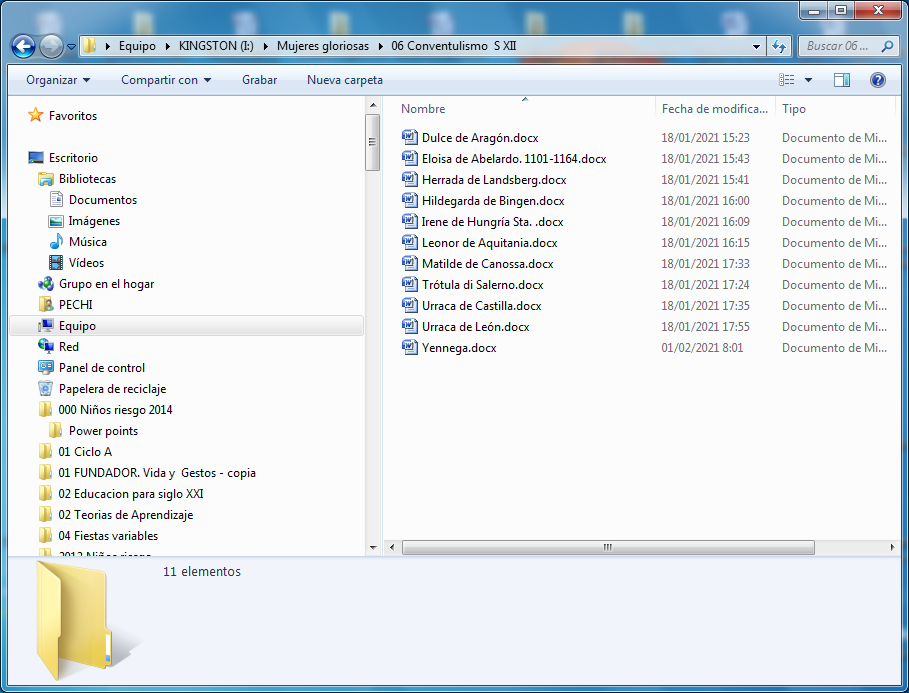 Equipo KINGSTON (I:) Mujeres gloriosas 06 Conventulismo S XII
Buscar 06 ...
Organizar Compartir con Grabar Nueva carpeta
Favoritos
Escritorio
Bibliotecas
Documentos
Imágenes
Música
Vídeos
Grupo en el hogar
PECHI
Equipo
Red
Panel de control
Papelera de reciclaje
000 Niños riesgo 2014
Power points
01 Ciclo A
01 FUNDADOR. Vida y Gestos - copia
02 Educacion para siglo XXI
02 Teorias de Aprendizaje
04 Fiestas variables
2013 Niños riesgo
Nombre Fecha de modifica... Tipo
Dulce de Aragón.docx 18/01/2021 15:23 Documento de Mi...
Eloisa de Abelardo. 1101-1164.docx 18/01/2021 15:43 Documento de Mi...
Herrada de Landsberg.docx 18/01/2021 15:41 Documento de Mi...
Hildegarda de Bingen.docx 18/01/2021 16:00 Documento de Mi...
Irene de Hungría Sta. .docx 18/01/2021 16:09 Documento de Mi...
Leonor de Aquitania.docx 18/01/2021 16:15 Documento de Mi...
Matilde de Canossa.docx 18/01/2021 17:33 Documento de Mi...
Trótula di Salerno.docx 18/01/2021 17:24 Documento de Mi...
Urraca de Castilla.docx 18/01/2021 17:35 Documento de Mi...
Urraca de León.docx 18/01/2021 17:55 Documento de Mi...
Yennega.docx 01/02/2021 8:01 Documento de Mi...
11 elementos